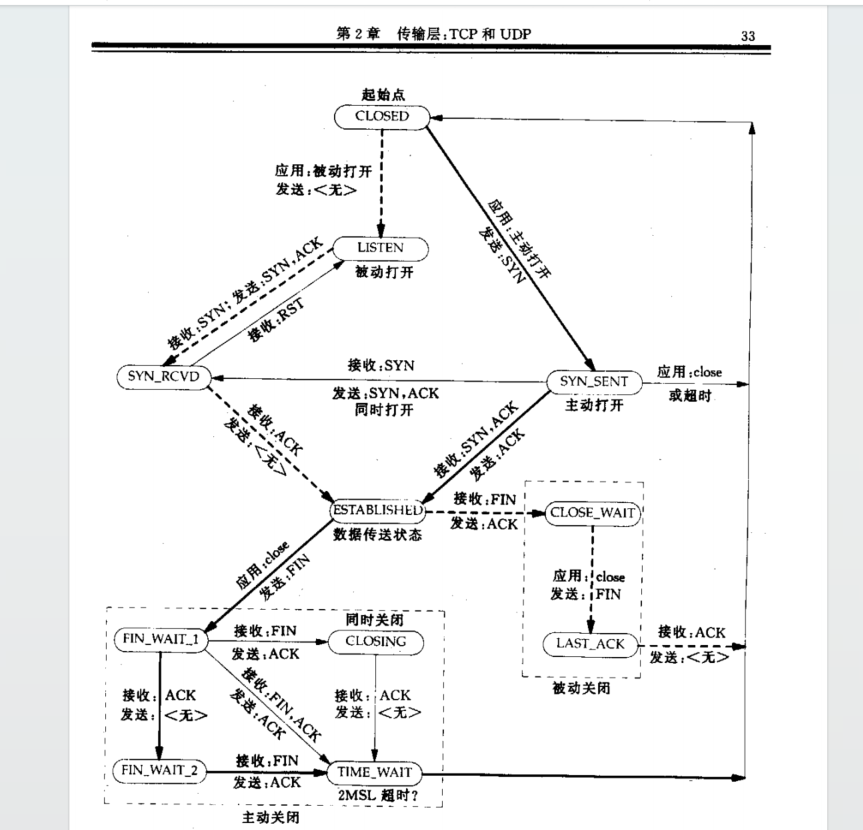 第2章 传输层:TCP 和 UDP 33
起始点
CLOSED
应用:被动打开
发送:<无>
应用:主动打开
发送:SYN
LISTEN
被动打开
接收:SYN; 发送:SYN,ACK
接收:RST
SYN_RCVD
接收:SYN
发送:SYN,ACK
同时打开
SYN_SENT
主动打开
应用:close
或超时
接收:ACK
发送:<无>
接收:SYN,ACK
发送:ACK
ESTABLISHED
数据传送状态
接收:FIN
发送:ACK
CLOSE_WAIT
应用:close
发送:FIN
应用:close
发送:FIN
LAST_ACK
接收:ACK
发送:<无>
被动关闭
同时关闭
FIN_WAIT_1
接收:FIN
发送:ACK
CLOSING
接收:ACK
发送:<无>
接收:FIN,ACK
发送:ACK
接收:ACK
发送:<无>
FIN_WAIT_2
接收:FIN
发送:ACK
TIME_WAIT
2MSL 超时?
主动关闭